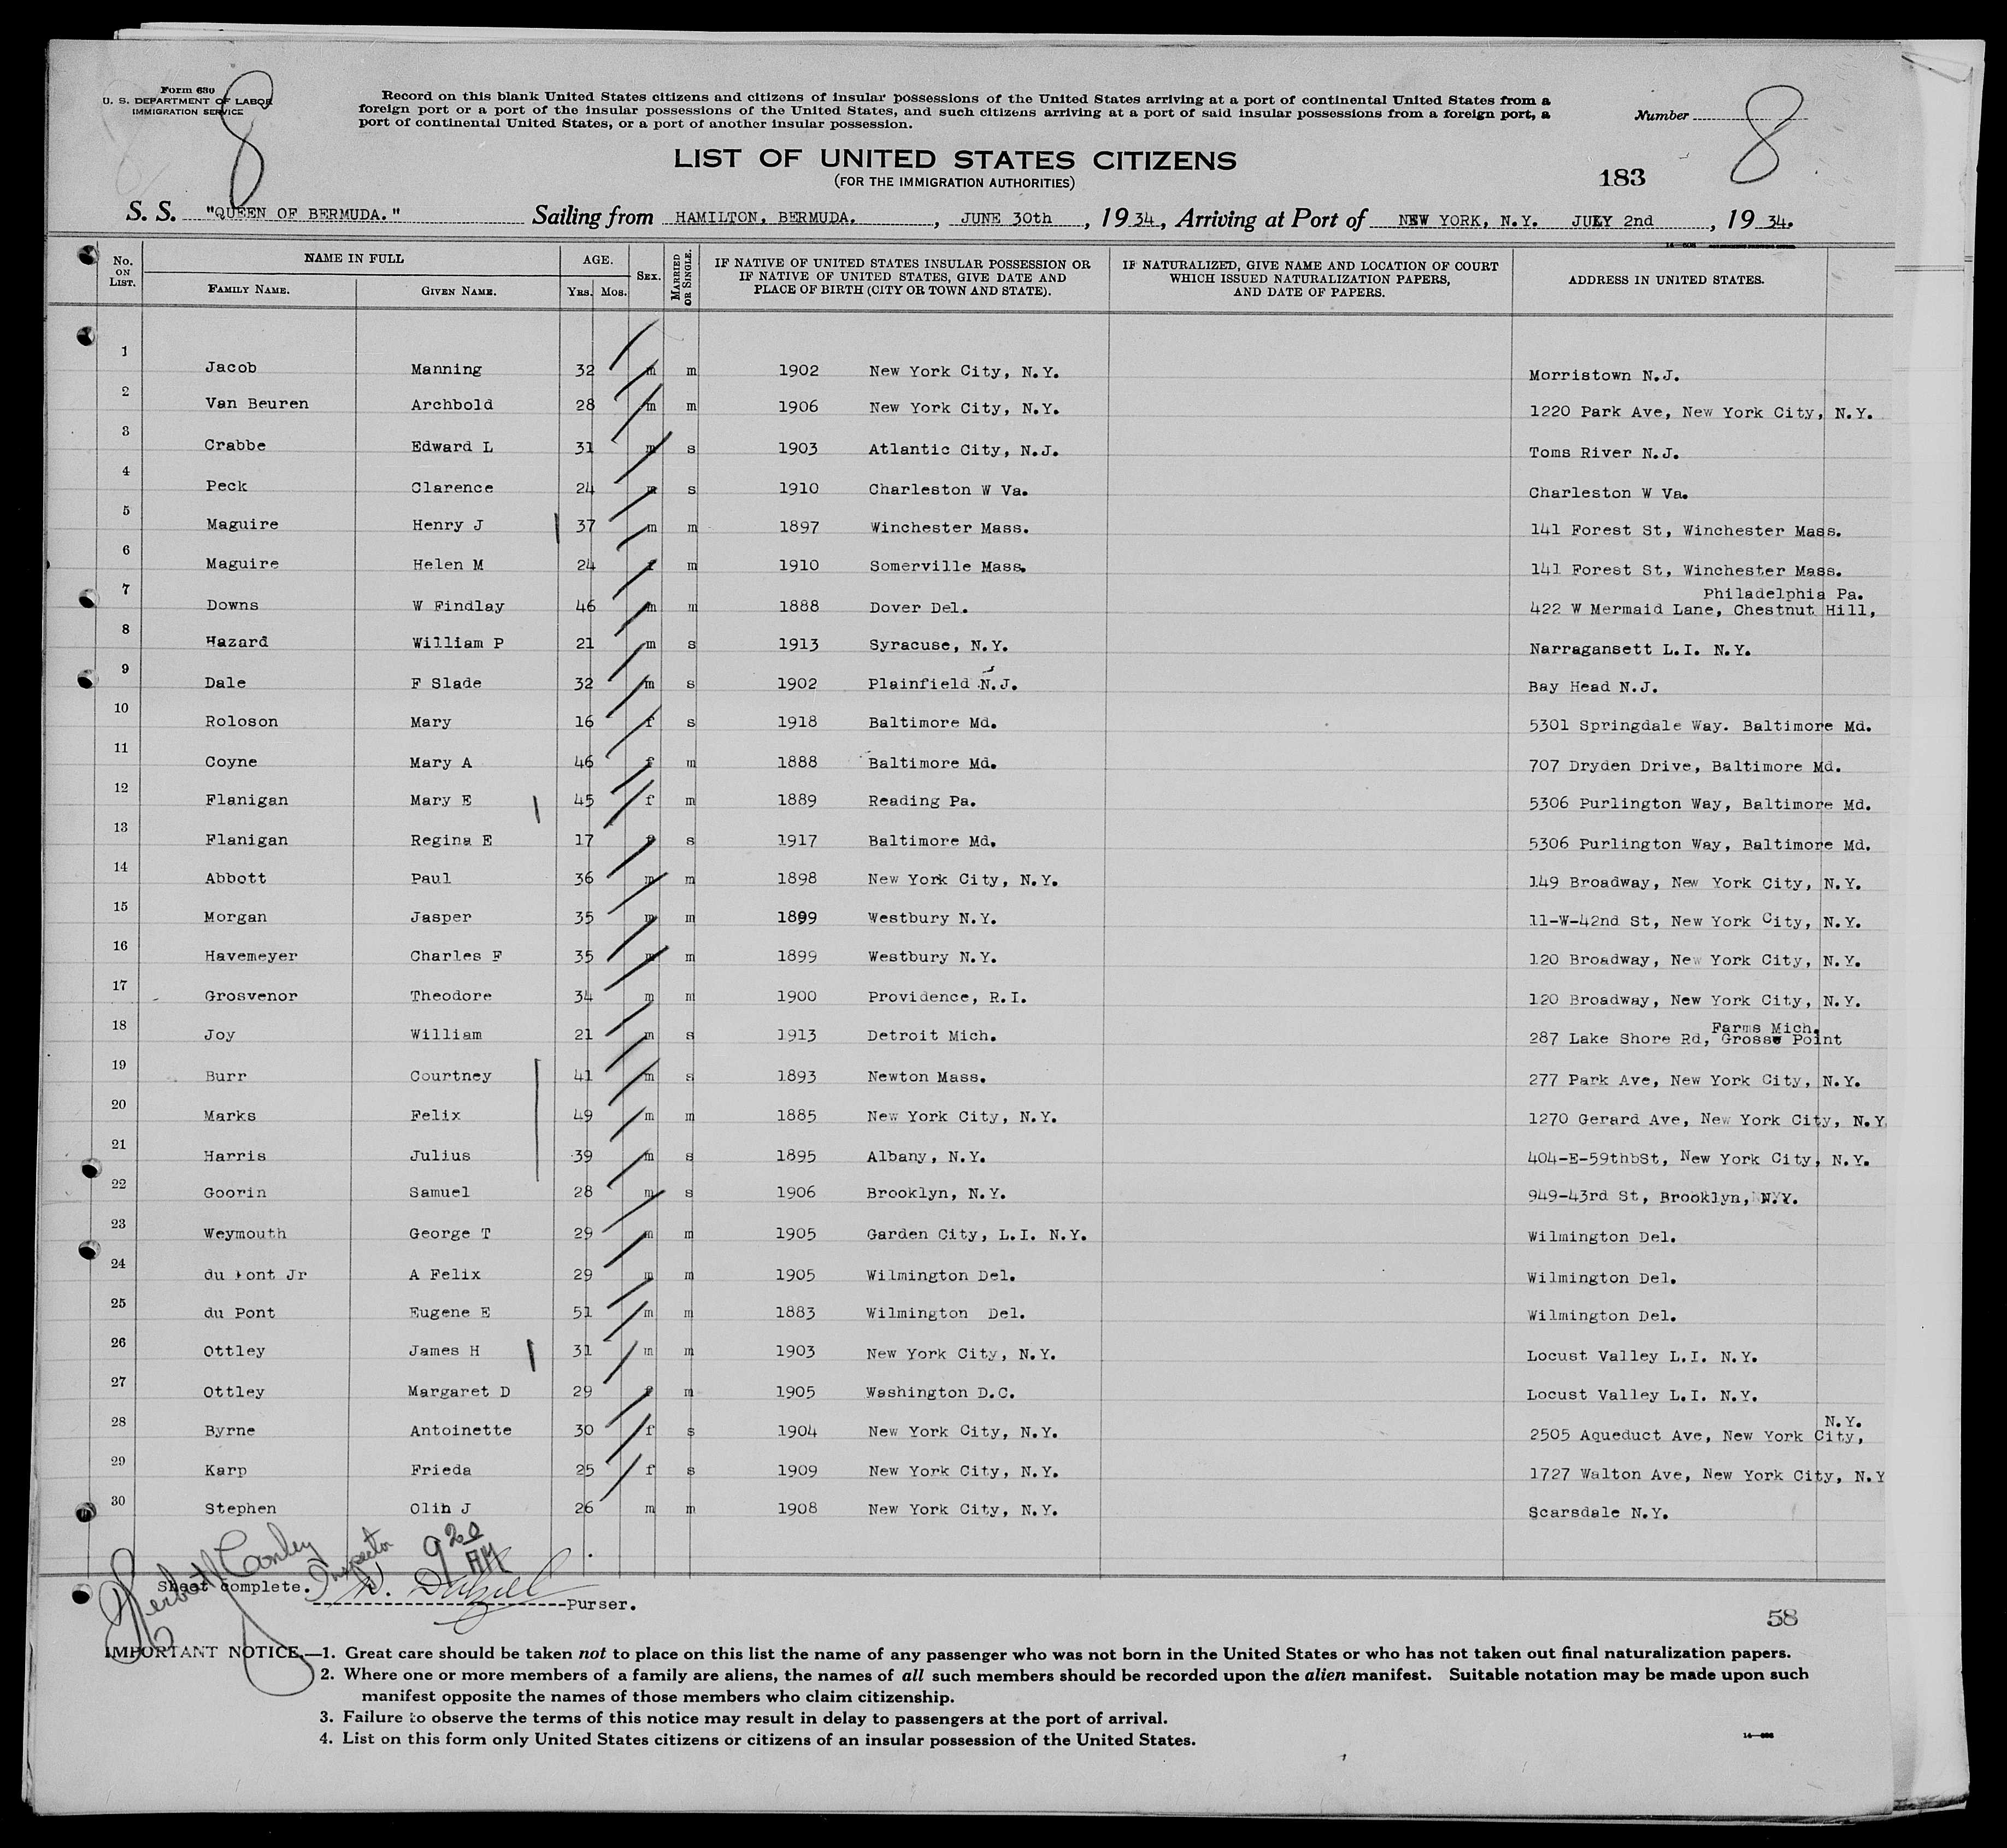 Form 630
U. S. DEPARTMENT OF LABOR
IMMIGRATION SERVICE
8
Record on this blank United States citizens and citizens of insular possessions of the United States arriving at a port of continental United States from a
foreign port or a port of the insular possessions of the United States, and such citizens arriving at a port of said insular possessions from a foreign port, a
port of continental United States, or a port of another insular possession.
Number 8
LIST OF UNITED STATES CITIZENS
(FOR THE IMMIGRATION AUTHORITIES)
183
S. S. "QUEEN OF BERMUDA." Sailing from HAMILTON, BERMUDA. , JUNE 30th , 1934, Arriving at Port of NEW YORK, N.Y. JULY 2nd , 1934.
No. ON LIST. NAME IN FULL FAMILY NAME. GIVEN NAME. AGE. YRS. MOS. SEX. MARRIED OR SINGLE. IF NATIVE OF UNITED STATES INSULAR POSSESSION OR IF NATIVE OF UNITED STATES, GIVE DATE AND PLACE OF BIRTH (CITY OR TOWN AND STATE). IF NATURALIZED, GIVE NAME AND LOCATION OF COURT WHICH ISSUED NATURALIZATION PAPERS, AND DATE OF PAPERS. ADDRESS IN UNITED STATES.
1 Jacob Manning 32 m m 1902 New York City, N.Y. Morristown N.J.
2 Van Beuren Archbold 28 m m 1906 New York City, N.Y. 1220 Park Ave, New York City, N.Y.
3 Crabbe Edward L 31 m s 1903 Atlantic City, N.J. Toms River N.J.
4 Peck Clarence 24 m s 1910 Charleston W Va. Charleston W Va.
5 Maguire Henry J 37 m m 1897 Winchester Mass. 141 Forest St, Winchester Mass.
6 Maguire Helen M 24 f m 1910 Somerville Mass. 141 Forest St, Winchester Mass.
7 Downs W Findlay 46 m m 1888 Dover Del. 422 W Mermaid Lane, Chestnut Hill, Philadelphia Pa.
8 Hazard William P 21 m s 1913 Syracuse, N.Y. Narragansett L.I. N.Y.
9 Dale F Slade 32 m s 1902 Plainfield N.J. Bay Head N.J.
10 Roloson Mary 16 f s 1918 Baltimore Md. 5301 Springdale Way. Baltimore Md.
11 Coyne Mary A 46 f m 1888 Baltimore Md. 707 Dryden Drive, Baltimore Md.
12 Flanigan Mary E 45 f m 1889 Reading Pa. 5306 Purlington Way, Baltimore Md.
13 Flanigan Regina E 17 f s 1917 Baltimore Md. 5306 Purlington Way, Baltimore Md.
14 Abbott Paul 36 m m 1898 New York City, N.Y. 149 Broadway, New York City, N.Y.
15 Morgan Jasper 35 m m 1899 Westbury N.Y. 11-W-42nd St, New York City, N.Y.
16 Havemeyer Charles F 35 m m 1899 Westbury N.Y. 120 Broadway, New York City, N.Y.
17 Grosvenor Theodore 34 m m 1900 Providence, R.I. 120 Broadway, New York City, N.Y.
18 Joy William 21 m s 1913 Detroit Mich. 287 Lake Shore Rd, Grosse Point Farms Mich.
19 Burr Courtney 41 m s 1893 Newton Mass. 277 Park Ave, New York City, N.Y.
20 Marks Felix 49 m m 1885 New York City, N.Y. 1270 Gerard Ave, New York City, N.Y
21 Harris Julius 39 m s 1895 Albany, N.Y. 404-E-59thbSt, New York City, N.Y.
22 Goorin Samuel 28 m s 1906 Brooklyn, N.Y. 949-43rd St, Brooklyn, N.Y.
23 Weymouth George T 29 m m 1905 Garden City, L.I. N.Y. Wilmington Del.
24 du Pont Jr A Felix 29 m m 1905 Wilmington Del. Wilmington Del.
25 du Pont Eugene E 51 m m 1883 Wilmington Del. Wilmington Del.
26 Ottley James H 31 m m 1903 New York City, N.Y. Locust Valley L.I. N.Y.
27 Ottley Margaret D 29 f m 1905 Washington D.C. Locust Valley L.I. N.Y.
28 Byrne Antoinette 30 f s 1904 New York City, N.Y. 2505 Aqueduct Ave, New York City, N.Y.
29 Karp Frieda 25 f s 1909 New York City, N.Y. 1727 Walton Ave, New York City, N.Y
30 Stephen Olin J 26 m m 1908 New York City, N.Y. Scarsdale N.Y.
Herbert Conley Inspector 9 20 AM
Sheet complete. Purser.
58
IMPORTANT NOTICE.—1. Great care should be taken not to place on this list the name of any passenger who was not born in the United States or who has not taken out final naturalization papers.
2. Where one or more members of a family are aliens, the names of all such members should be recorded upon the alien manifest. Suitable notation may be made upon such
manifest opposite the names of those members who claim citizenship.
3. Failure to observe the terms of this notice may result in delay to passengers at the port of arrival.
4. List on this form only United States citizens or citizens of an insular possession of the United States.